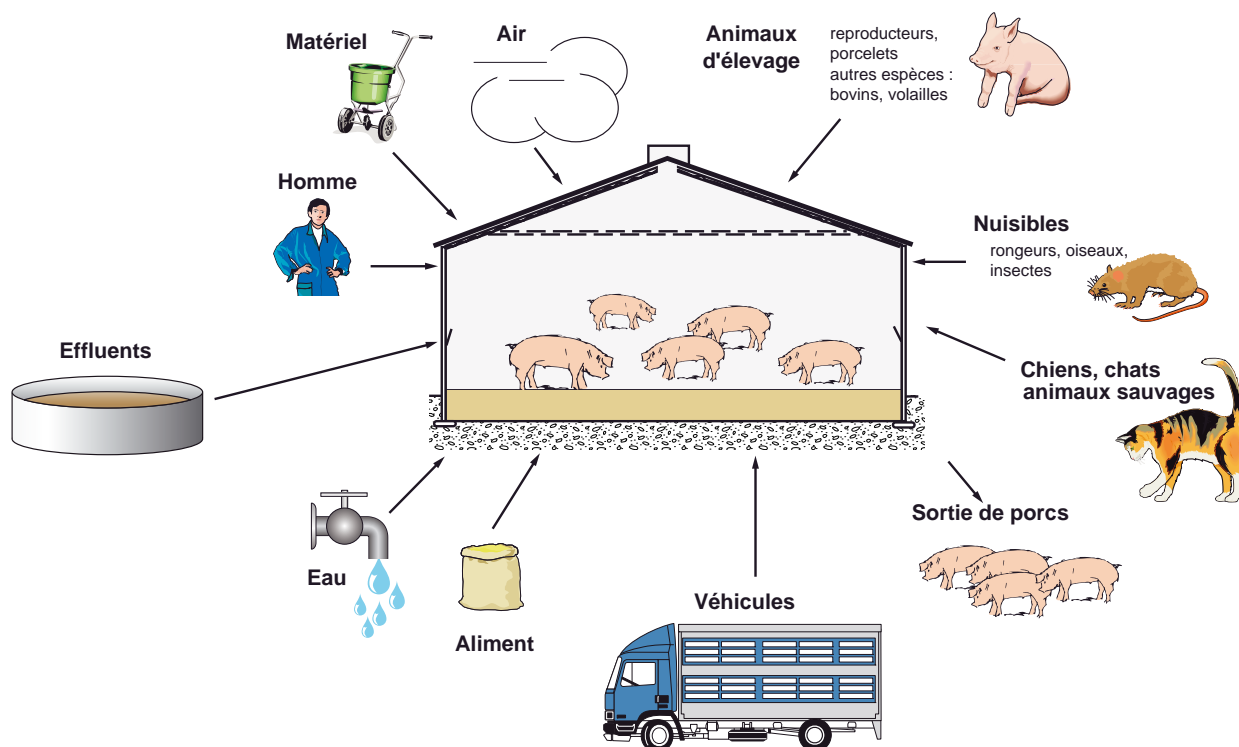 Matériel
Air
Animaux
d'élevage
reproducteurs,
porcelets
autres espèces :
bovins, volailles
Homme
Nuisibles
rongeurs, oiseaux,
insectes
Effluents
Chiens, chats
animaux sauvages
Sortie de porcs
Eau
Aliment
Véhicules